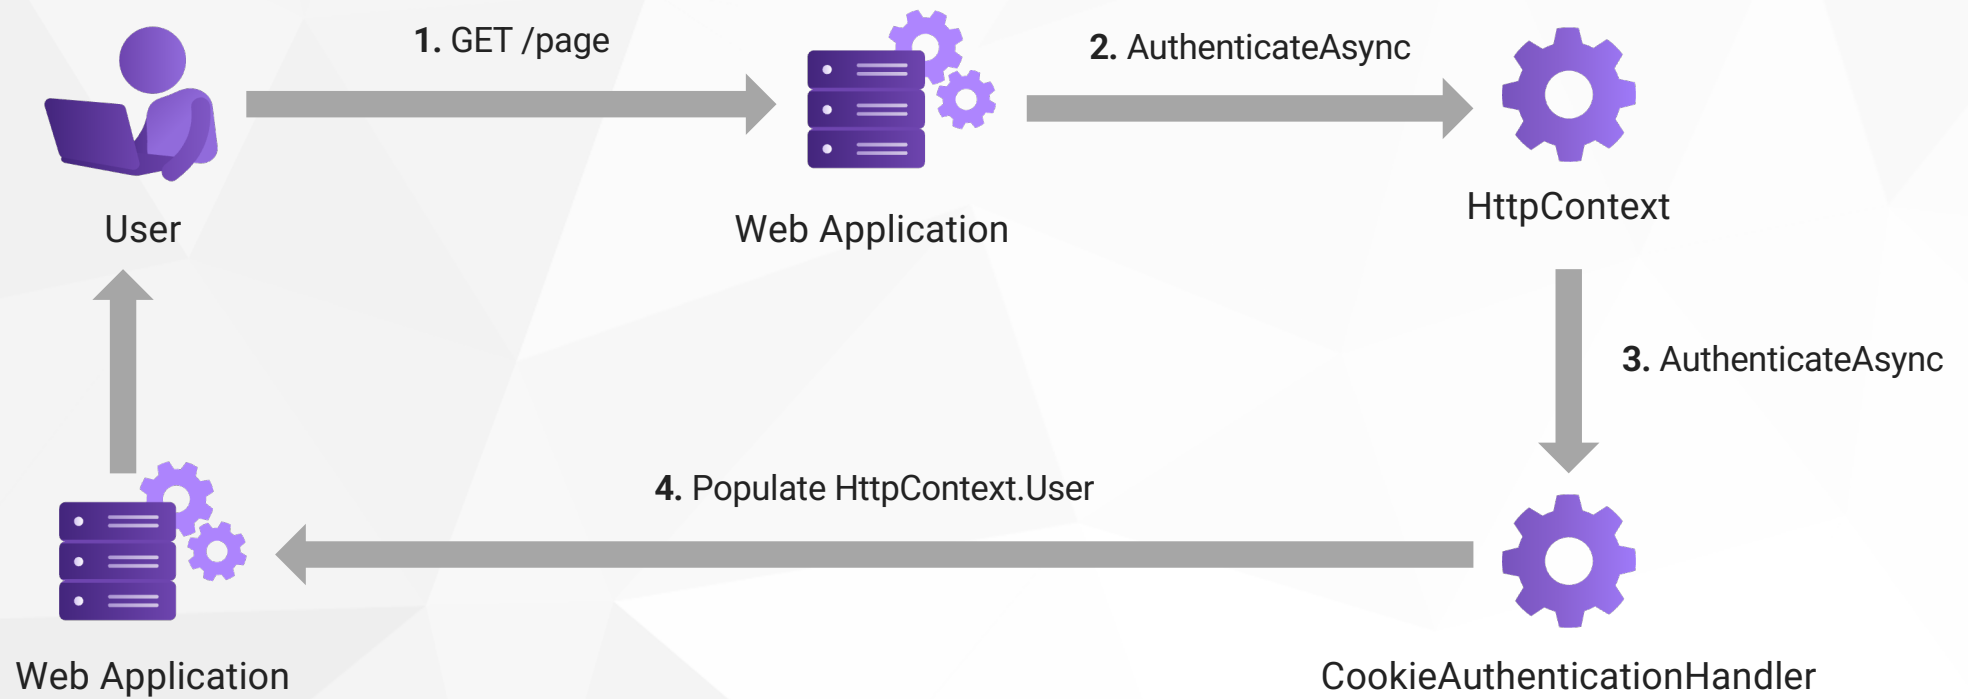 1. GET /page
2. AuthenticateAsync
User
Web Application
HttpContext
3. AuthenticateAsync
4. Populate HttpContext.User
Web Application
CookieAuthenticationHandler